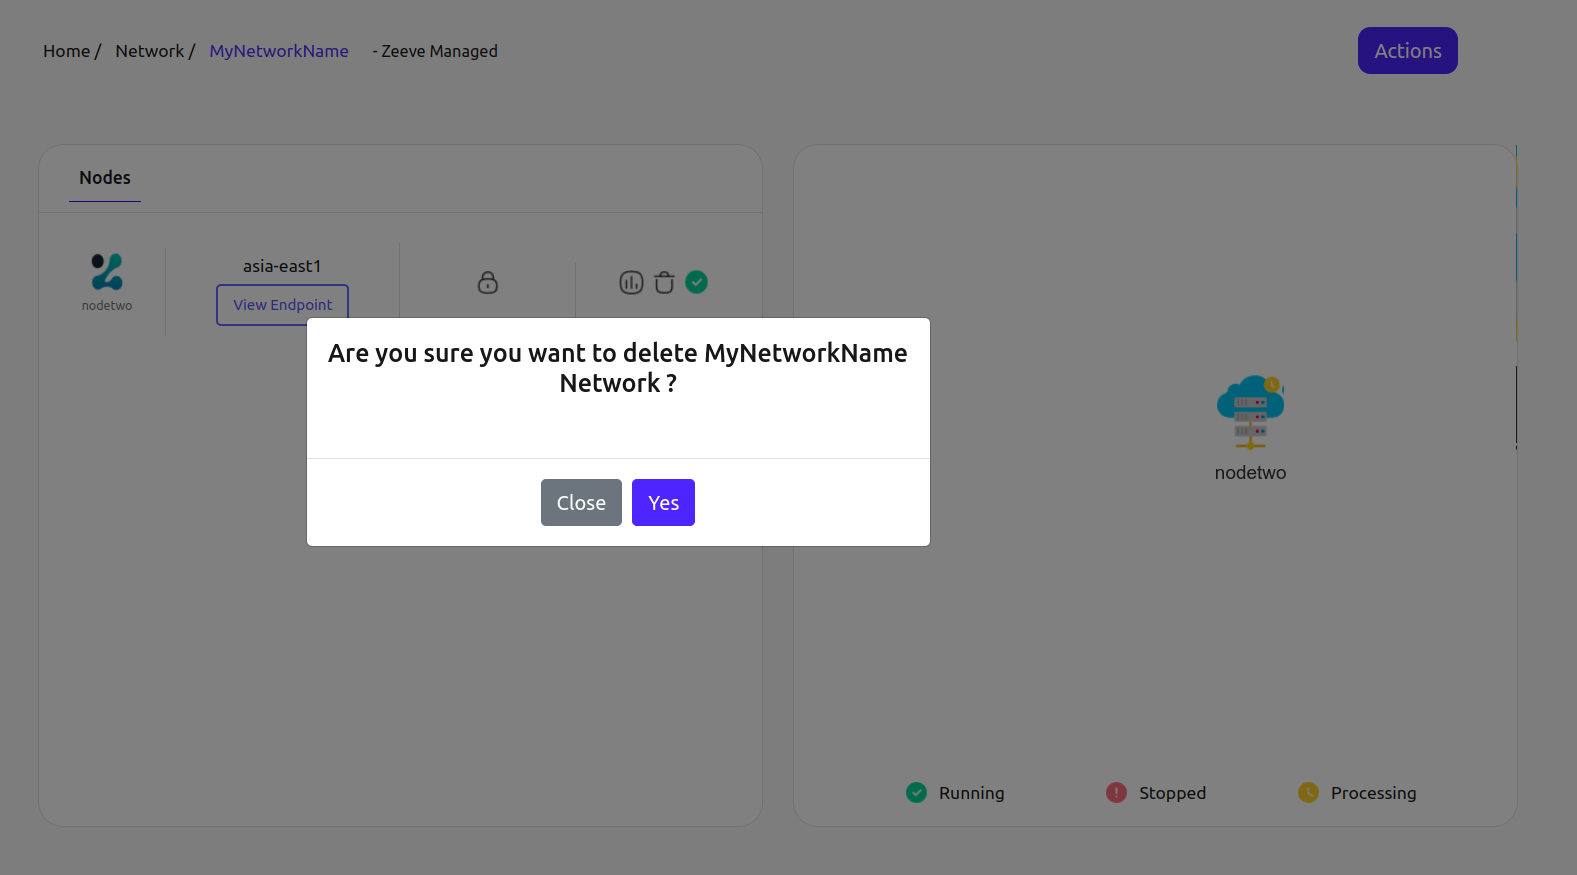 Home / Network / MyNetworkName - Zeeve Managed
Actions
Nodes
nodetwo
asia-east1
View Endpoint
Are you sure you want to delete MyNetworkName
Network ?
Close
Yes
nodetwo
Running
Stopped
Processing